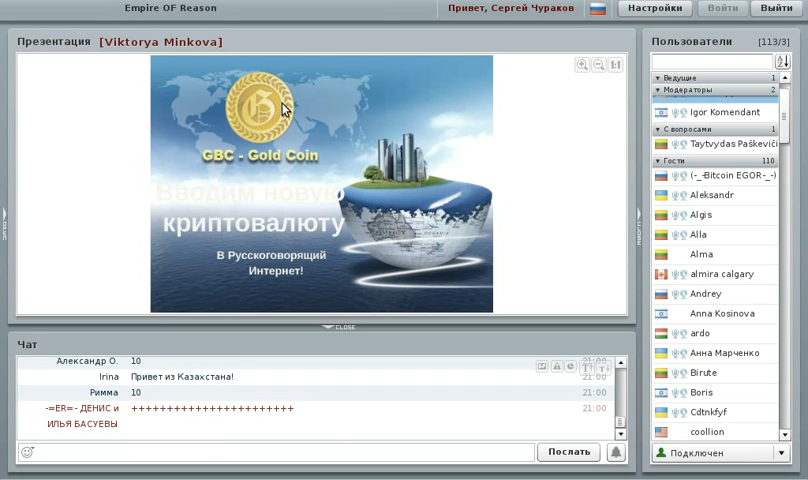 Empire OF Reason
Привет, Сергей Чураков
Настройки
Войти
Выйти
Презентация [Viktorya Minkova]
1:1
GBC - Gold Coin
Вводим новую
криптовалюту
В Русскоговорящий
Интернет!
CLOSE
Чат
Александр О. 10 21:00
Irina Привет из Казахстана! 21:00
Римма 10 21:00
-=ER=- ДЕНИС и +++++++++++++++++++++++ 21:00
ИЛЬЯ БАСУЕВЫ
Послать
Пользователи [113/3]
Ведущие 1
Модераторы 2
Igor Komendant
С вопросами 1
Taytvydas Paškeviči
Гости 110
(-_-Bitcoin EGOR-_-)
Aleksandr
Algis
Alla
Alma
almira calgary
Andrey
Anna Kosinova
ardo
Анна Марченко
Birute
Boris
Cdtnkfyf
coollion
Подключен